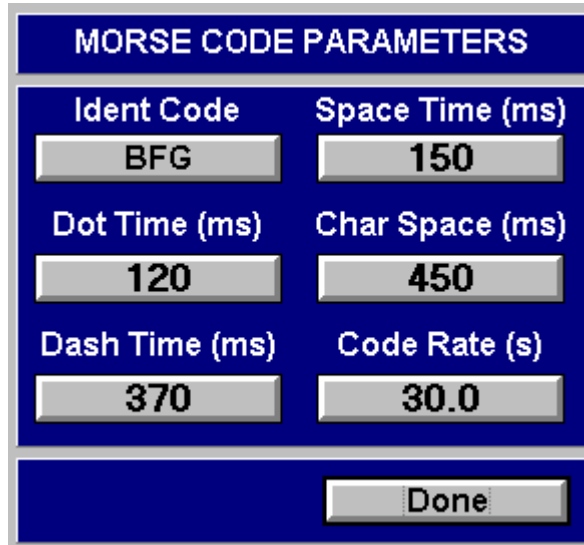 MORSE CODE PARAMETERS
Ident Code Space Time (ms)
BFG 150
Dot Time (ms) Char Space (ms)
120 450
Dash Time (ms) Code Rate (s)
370 30.0
Done